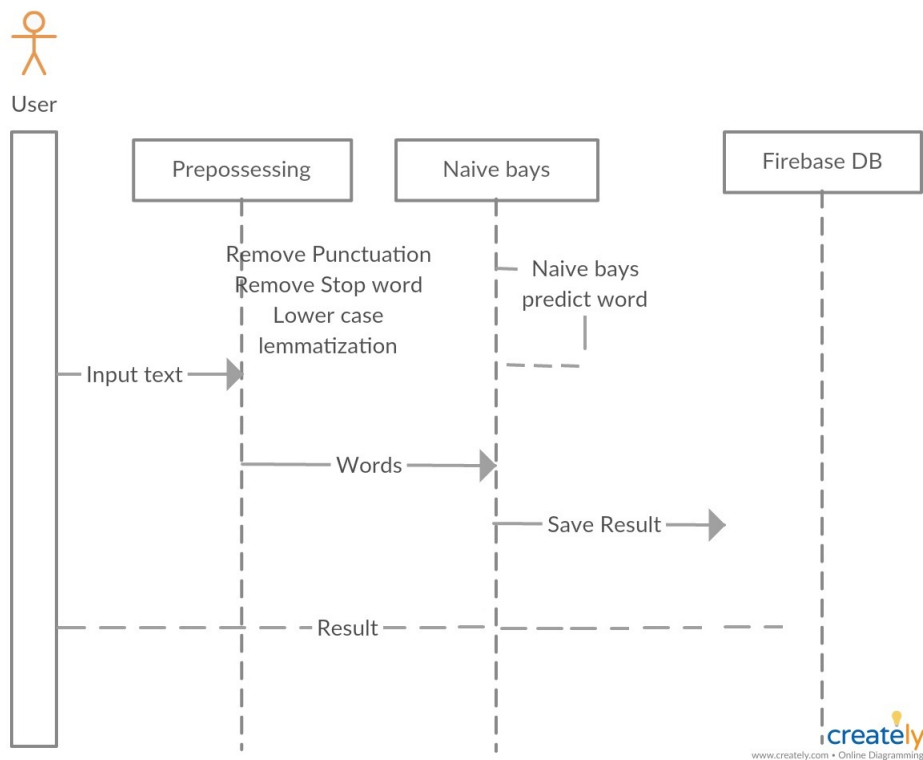 User
Prepossessing
Naive bays
Firebase DB
Remove Punctuation
Remove Stop word
Lower case
lemmatization
Naive bays
predict word
Input text
Words
Save Result
Result
creately
www.creately.com • Online Diagramming